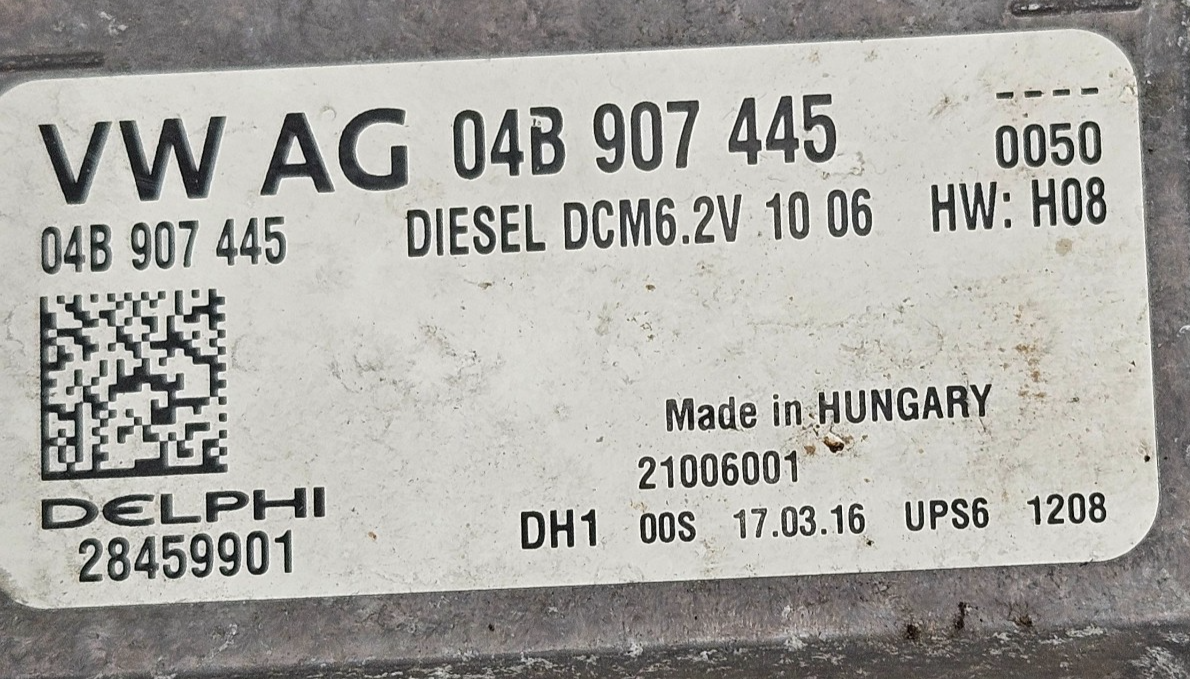 VW AG 04B 907 445
----
0050
04B 907 445 DIESEL DCM6.2V 10 06 HW: H08
Made in HUNGARY
21006001
DELPHI
28459901
DH1 00S 17.03.16 UPS6 1208